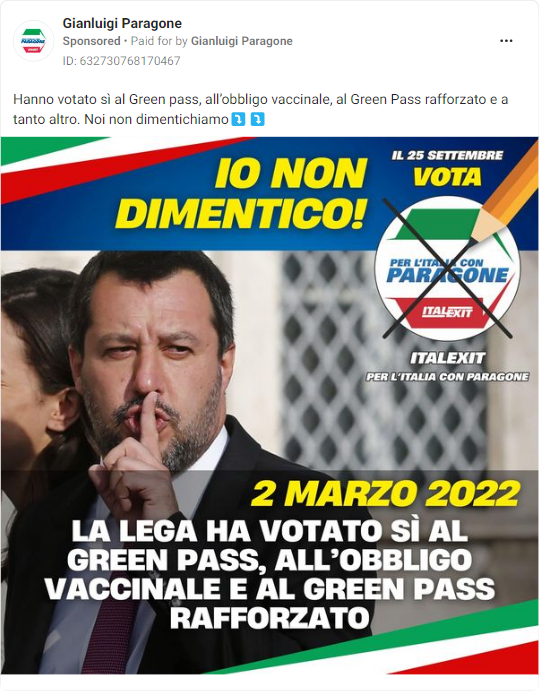 Gianluigi Paragone
Sponsored • Paid for by Gianluigi Paragone
ID: 632730768170467
Hanno votato sì al Green pass, all'obbligo vaccinale, al Green Pass rafforzato e a
tanto altro. Noi non dimentichiamo⤵️ ⤵️
IO NON
DIMENTICO!
IL 25 SETTEMBRE
VOTA
PER L'ITALIA CON
PARAGONE
ITALEXIT
ITALEXIT
PER L'ITALIA CON PARAGONE
2 MARZO 2022
LA LEGA HA VOTATO SÌ AL
GREEN PASS, ALL'OBBLIGO
VACCINALE E AL GREEN PASS
RAFFORZATO